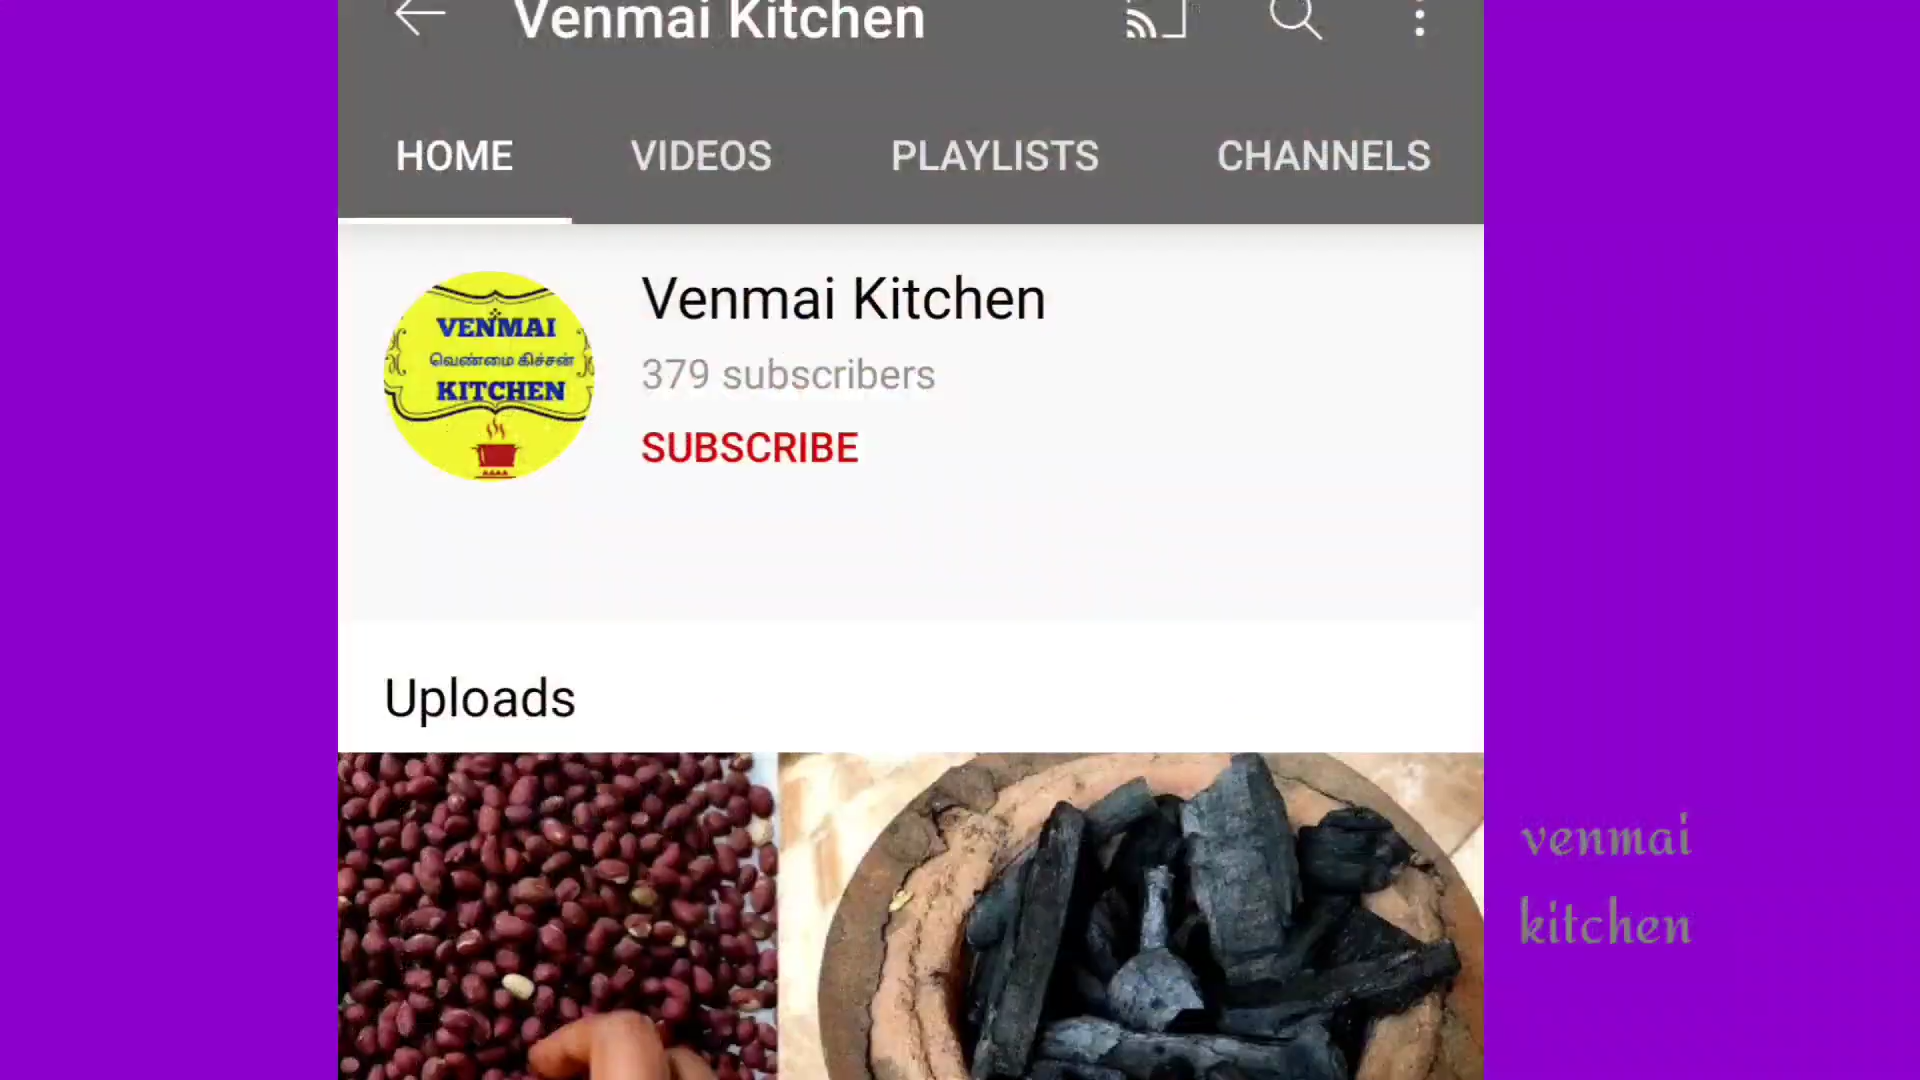 Venmai Kitchen
HOME VIDEOS PLAYLISTS CHANNELS
VENMAI
வெண்மை கிச்சன்
KITCHEN
Venmai Kitchen
379 subscribers
SUBSCRIBE
Uploads
venmai
kitchen